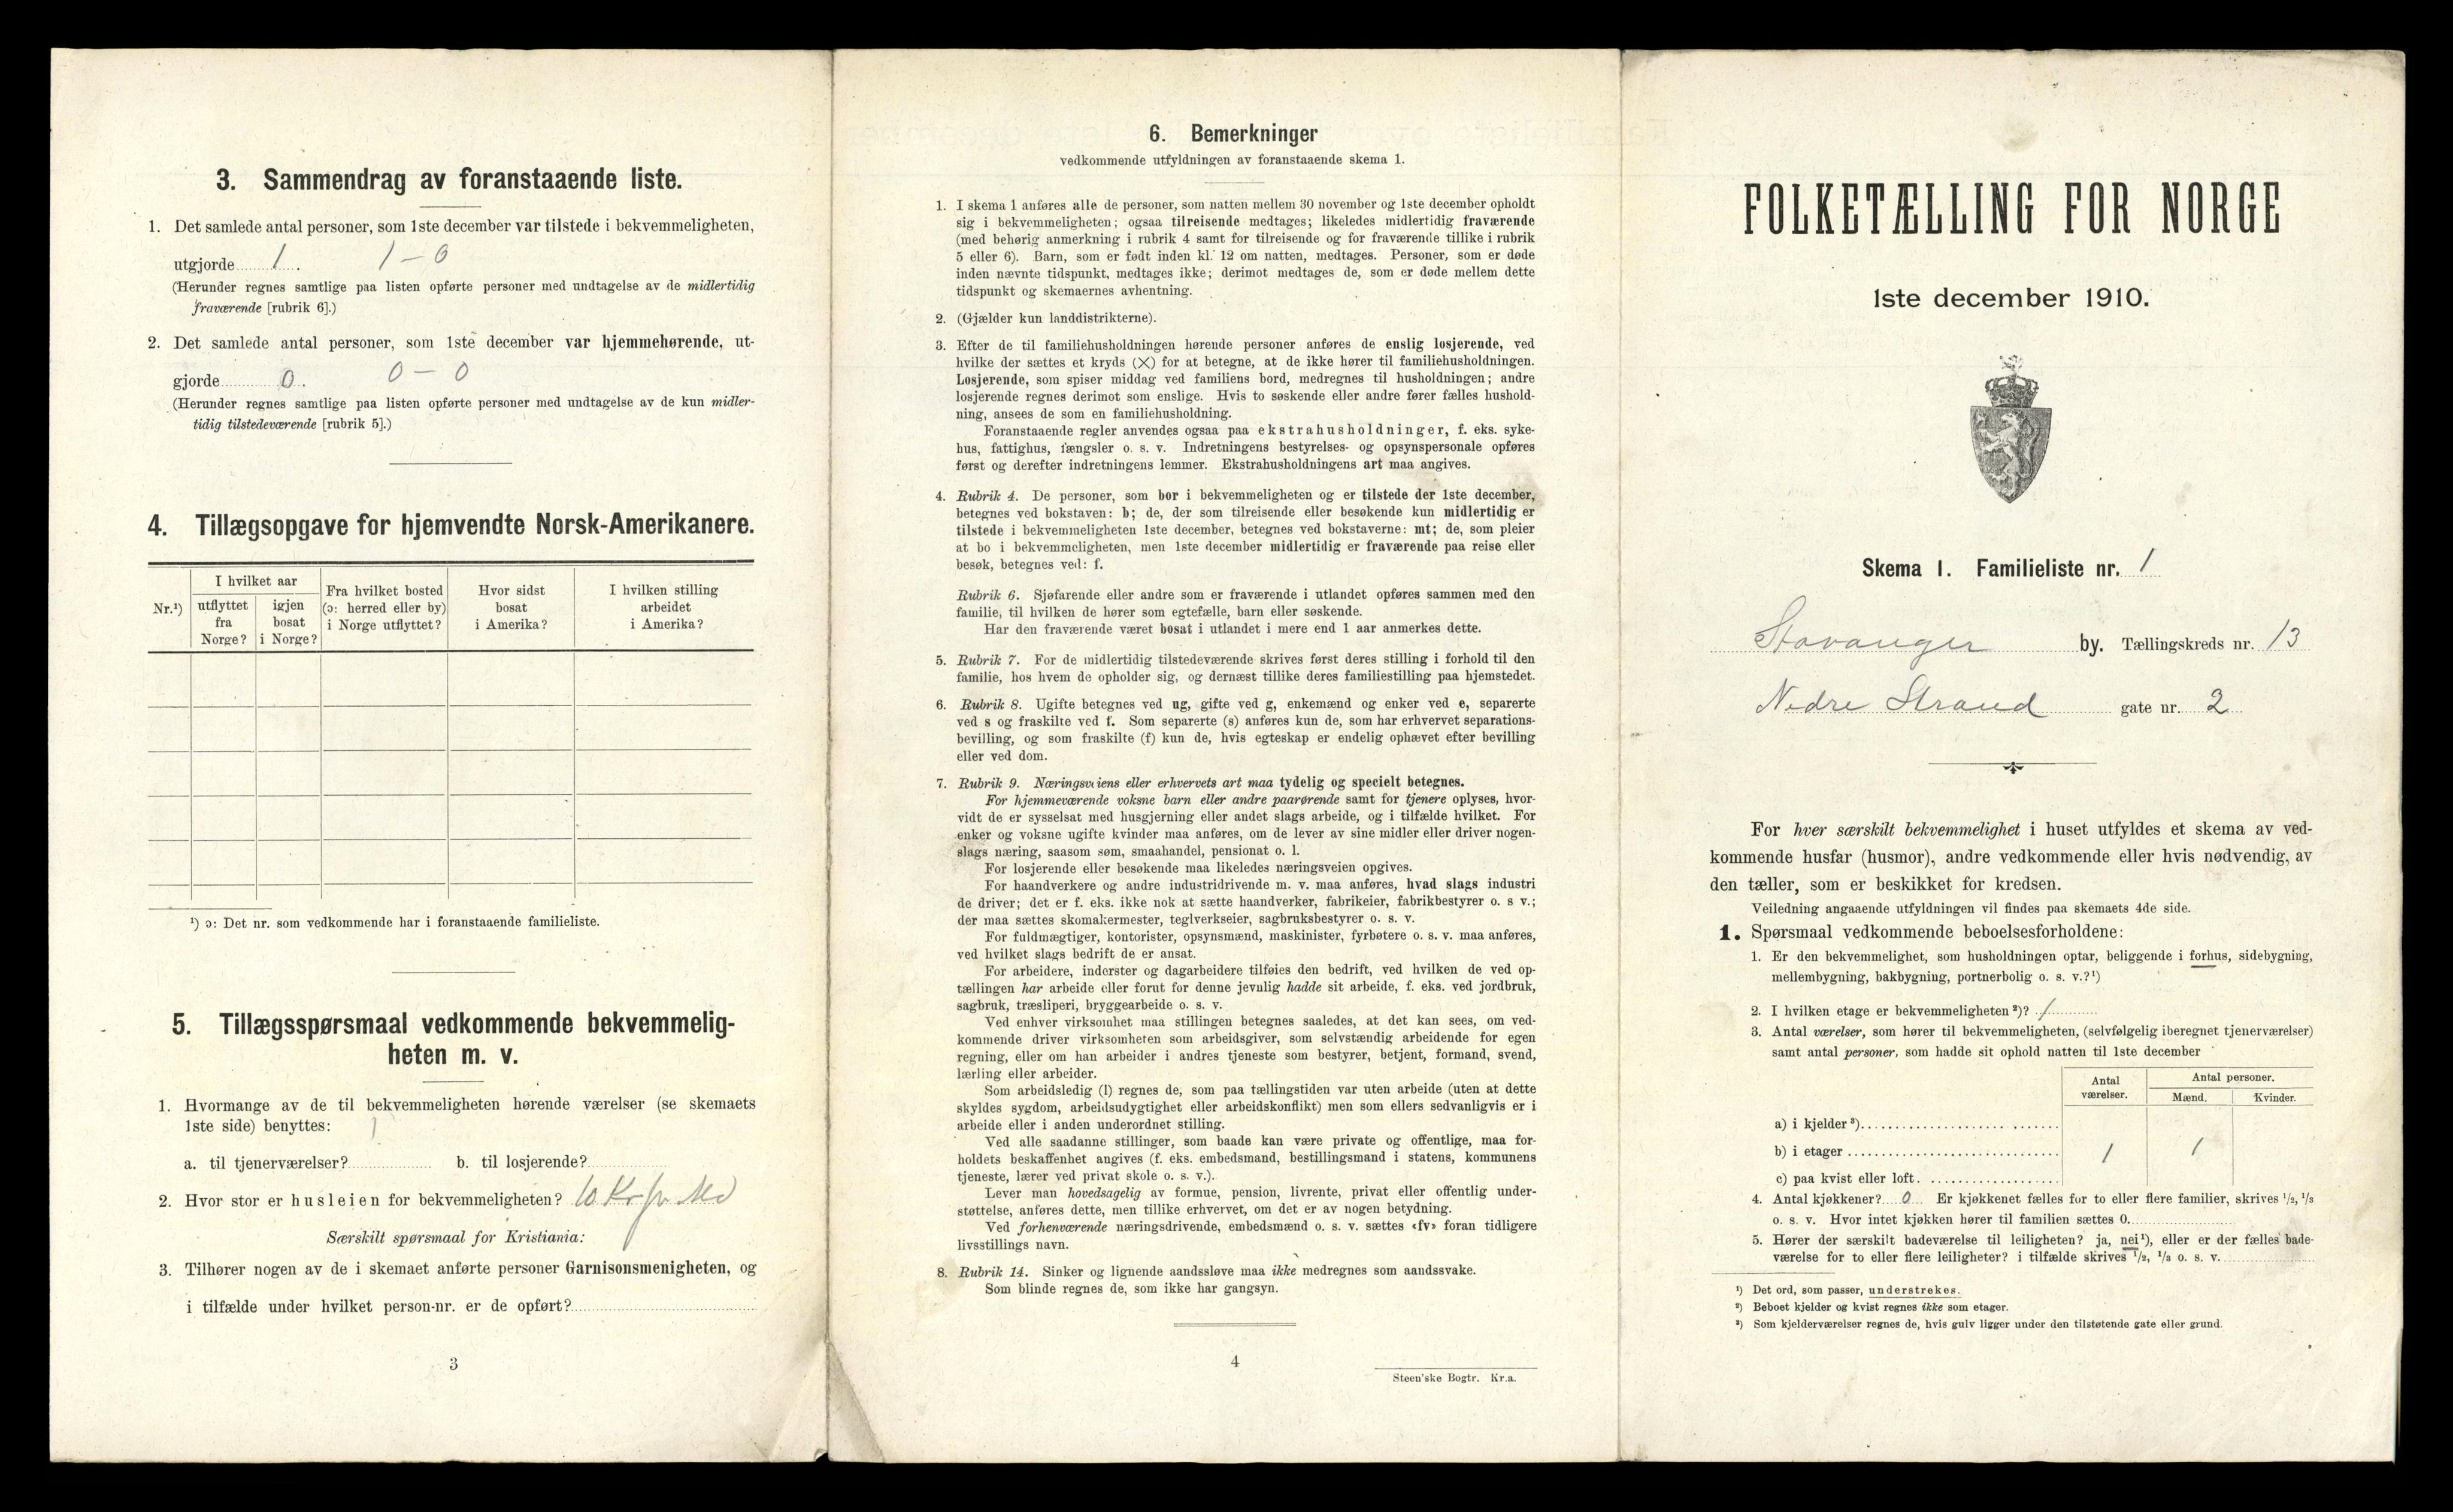 3. Sammendrag av foranstaaende liste.
1. Det samlede antal personer, som 1ste december var tilstede i bekvemmeligheten,
utgjorde 1. 1 – 0
(Herunder regnes samtlige paa listen opførte personer med undtagelse av de midlertidig
fraværende [rubrik 6].)
2. Det samlede antal personer, som 1ste december var hjemmehørende, ut-
gjorde 0. 0 – 0
(Herunder regnes samtlige paa listen opførte personer med undtagelse av de kun midler-
tidig tilstedeværende [rubrik 5].)
4. Tillægsopgave for hjemvendte Norsk-Amerikanere.
Nr.¹)
I hvilket aar
utflyttet fra Norge?
igjen bosat i Norge?
Fra hvilket bosted (ɔ: herred eller by) i Norge utflyttet?
Hvor sidst bosat i Amerika?
I hvilken stilling arbeidet i Amerika?
¹) ɔ: Det nr. som vedkommende har i foranstaaende familieliste.
5. Tillægsspørsmaal vedkommende bekvemmelig-
heten m. v.
1. Hvormange av de til bekvemmeligheten hørende værelser (se skemaets
1ste side) benyttes:
a. til tjenerværelser? b. til losjerende?
2. Hvor stor er husleien for bekvemmeligheten? 10 Kr pr Md
Særskilt spørsmaal for Kristiania:
3. Tilhører nogen av de i skemaet anførte personer Garnisonsmenigheten, og
i tilfælde under hvilket person-nr. er de opført?
3
6. Bemerkninger
vedkommende utfyldningen av foranstaaende skema 1.
1. I skema 1 anføres alle de personer, som natten mellem 30 november og 1ste december opholdt
sig i bekvemmeligheten; ogsaa tilreisende medtages; likeledes midlertidig fraværende
(med behørig anmerkning i rubrik 4 samt for tilreisende og for fraværende tillike i rubrik
5 eller 6). Barn, som er født inden kl. 12 om natten, medtages. Personer, som er døde
inden nævnte tidspunkt, medtages ikke; derimot medtages de, som er døde mellem dette
tidspunkt og skemaernes avhentning.
2. (Gjælder kun landdistrikterne).
3. Efter de til familiehusholdningen hørende personer anføres de enslig losjerende, ved
hvilke der sættes et kryds (X) for at betegne, at de ikke hører til familiehusholdningen.
Losjerende, som spiser middag ved familiens bord, medregnes til husholdningen; andre
losjerende regnes derimot som enslige. Hvis to søskende eller andre fører fælles hushold-
ning, ansees de som en familiehusholdning.
Foranstaaende regler anvendes ogsaa paa ekstrahusholdninger, f. eks. syke-
hus, fattighus, fængsler o. s. v. Indretningens bestyrelses- og opsynspersonale opføres
først og derefter indretningens lemmer. Ekstrahusholdningens art maa angives.
4. Rubrik 4. De personer, som bor i bekvemmeligheten og er tilstede der 1ste december,
betegnes ved bokstaven: b; de, der som tilreisende eller besøkende kun midlertidig er
tilstede i bekvemmeligheten 1ste december, betegnes ved bokstaverne: mt; de, som pleier
at bo i bekvemmeligheten, men 1ste december midlertidig er fraværende paa reise eller
besøk, betegnes ved: f.
Rubrik 6. Sjøfarende eller andre som er fraværende i utlandet opføres sammen med den
familie, til hvilken de hører som egtefælle, barn eller søskende.
Har den fraværende været bosat i utlandet i mere end 1 aar anmerkes dette.
5. Rubrik 7. For de midlertidig tilstedeværende skrives først deres stilling i forhold til den
familie, hos hvem de opholder sig, og dernæst tillike deres familiestilling paa hjemstedet.
6. Rubrik 8. Ugifte betegnes ved ug, gifte ved g, enkemænd og enker ved e, separerte
ved s og fraskilte ved f. Som separerte (s) anføres kun de, som har erhvervet separations-
bevilling, og som fraskilte (f) kun de, hvis egteskap er endelig ophævet efter bevilling
eller ved dom.
7. Rubrik 9. Næringsveiens eller erhvervets art maa tydelig og specielt betegnes.
For hjemmeværende voksne barn eller andre paarørende samt for tjenere oplyses, hvor-
vidt de er sysselsat med husgjerning eller andet slags arbeide, og i tilfælde hvilket. For
enker og voksne ugifte kvinder maa anføres, om de lever av sine midler eller driver nogen-
slags næring, saasom søm, smaahandel, pensionat o. l.
For losjerende eller besøkende maa likeledes næringsveien opgives.
For haandverkere og andre industridrivende m. v. maa anføres, hvad slags industri
de driver; det er f. eks. ikke nok at sætte haandverker, fabrikeier, fabrikbestyrer o. s v.;
der maa sættes skomakermester, teglverkseier, sagbruksbestyrer o. s. v.
For fuldmægtiger, kontorister, opsynsmænd, maskinister, fyrbøtere o. s. v. maa anføres,
ved hvilket slags bedrift de er ansat.
For arbeidere, inderster og dagarbeidere tilføies den bedrift, ved hvilken de ved op-
tællingen har arbeide eller forut for denne jevnlig hadde sit arbeide, f. eks. ved jordbruk,
sagbruk, træsliperi, bryggearbeide o. s. v.
Ved enhver virksomhet maa stillingen betegnes saaledes, at det kan sees, om ved-
kommende driver virksomheten som arbeidsgiver, som selvstændig arbeidende for egen
regning, eller om han arbeider i andres tjeneste som bestyrer, betjent, formand, svend,
lærling eller arbeider.
Som arbeidsledig (l) regnes de, som paa tællingstiden var uten arbeide (uten at dette
skyldes sygdom, arbeidsudygtighet eller arbeidskonflikt) men som ellers sedvanligvis er i
arbeide eller i anden underordnet stilling.
Ved alle saadanne stillinger, som baade kan være private og offentlige, maa for-
holdets beskaffenhet angives (f. eks. embedsmand, bestillingsmand i statens, kommunens
tjeneste, lærer ved privat skole o. s. v.).
Lever man hovedsagelig av formue, pension, livrente, privat eller offentlig under-
støttelse, anføres dette, men tillike erhvervet, om det er av nogen betydning.
Ved forhenværende næringsdrivende, embedsmænd o. s. v. sættes «fv» foran tidligere
livsstillings navn.
8. Rubrik 14. Sinker og lignende aandssløve maa ikke medregnes som aandssvake.
Som blinde regnes de, som ikke har gangsyn.
4
Steen'ske Bogtr. Kr.a.
FOLKETÆLLING FOR NORGE
1ste december 1910.
Skema 1. Familieliste nr. 1
Stavanger by. Tællingskreds nr. 13
Nedre Strand gate nr. 2
For hver særskilt bekvemmelighet i huset utfyldes et skema av ved-
kommende husfar (husmor), andre vedkommende eller hvis nødvendig, av
den tæller, som er beskikket for kredsen.
Veiledning angaaende utfyldningen vil findes paa skemaets 4de side.
1. Spørsmaal vedkommende beboelsesforholdene:
1. Er den bekvemmelighet, som husholdningen optar, beliggende i forhus, sidebygning,
mellembygning, bakbygning, portnerbolig o. s. v.?¹)
2. I hvilken etage er bekvemmeligheten²)? 1
3. Antal værelser, som hører til bekvemmeligheten, (selvfølgelig iberegnet tjenerværelser)
samt antal personer, som hadde sit ophold natten til 1ste december
Antal værelser. Antal personer.
Mænd. Kvinder.
a) i kjelder³)
b) i etager 1 1
c) paa kvist eller loft
4. Antal kjøkkener? 0 Er kjøkkenet fælles for to eller flere familier, skrives ½, ⅓
o. s. v. Hvor intet kjøkken hører til familien sættes 0.
5. Hører der særskilt badeværelse til leiligheten? ja, nei¹), eller er der fælles bade-
værelse for to eller flere leiligheter? i tilfælde skrives ½, ⅓ o. s. v.
¹) Det ord, som passer, understrekes.
²) Beboet kjelder og kvist regnes ikke som etager.
³) Som kjelderværelser regnes de, hvis gulv ligger under den tilstøtende gate eller grund.